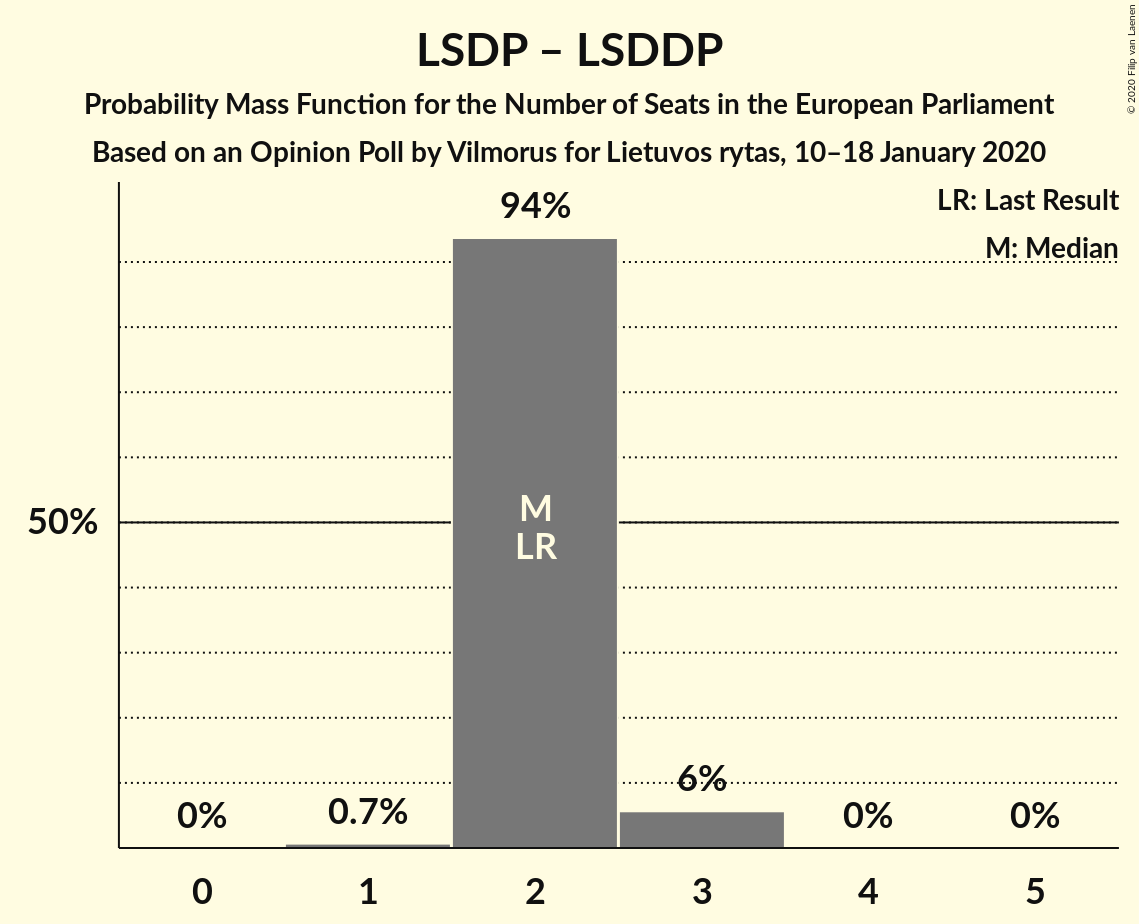 LSDP – LSDDP
Probability Mass Function for the Number of Seats in the European Parliament
Based on an Opinion Poll by Vilmorus for Lietuvos rytas, 10–18 January 2020
© 2020 Filip van Laenen
LR: Last Result
M: Median
94%
50%
M
LR
0%
0.7%
6%
0%
0%
0 1 2 3 4 5